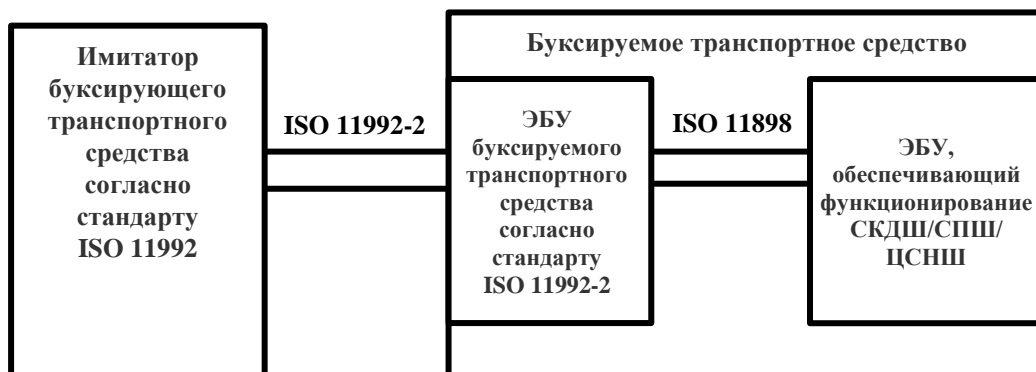 Имитатор
буксирующего
транспортного
средства
согласно
стандарту
ISO 11992
ISO 11992-2
Буксируемое транспортное средство
ЭБУ
буксируемого
транспортного
средства
согласно
стандарту
ISO 11992-2
ISO 11898
ЭБУ,
обеспечивающий
функционирование
СКДШ/СПШ/
ЦСНШ